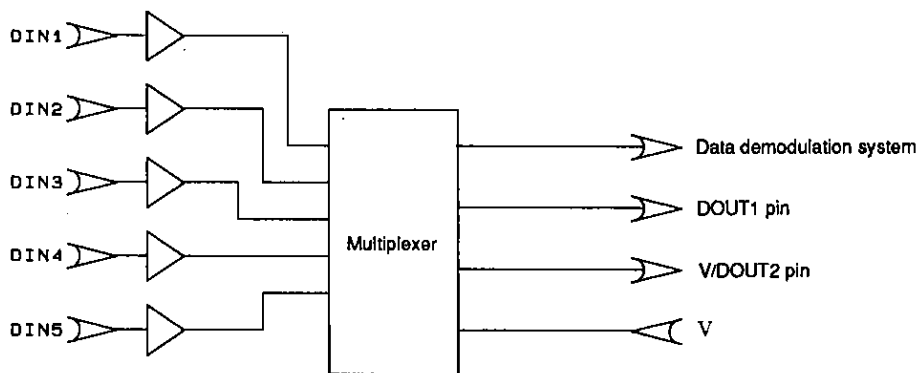 DIN1
DIN2
DIN3
DIN4
DIN5
Multiplexer
Data demodulation system
DOUT1 pin
V/DOUT2 pin
V